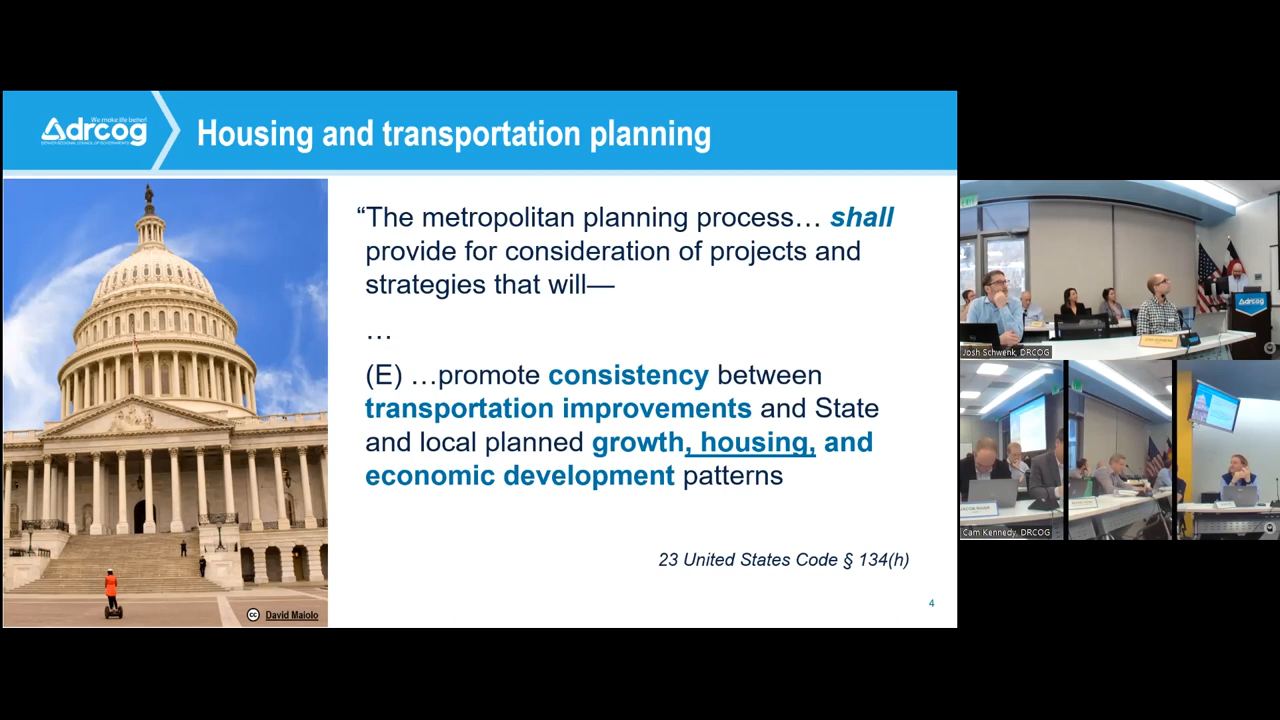 We make life better!
drcog
DENVER REGIONAL COUNCIL OF GOVERNMENTS
Housing and transportation planning
“The metropolitan planning process… shall
provide for consideration of projects and
strategies that will—
…
(E) …promote consistency between
transportation improvements and State
and local planned growth, housing, and
economic development patterns
23 United States Code § 134(h)
4
cc
David Maiolo
drcog
Josh Schwenk, DRCOG
Cam Kennedy, DRCOG